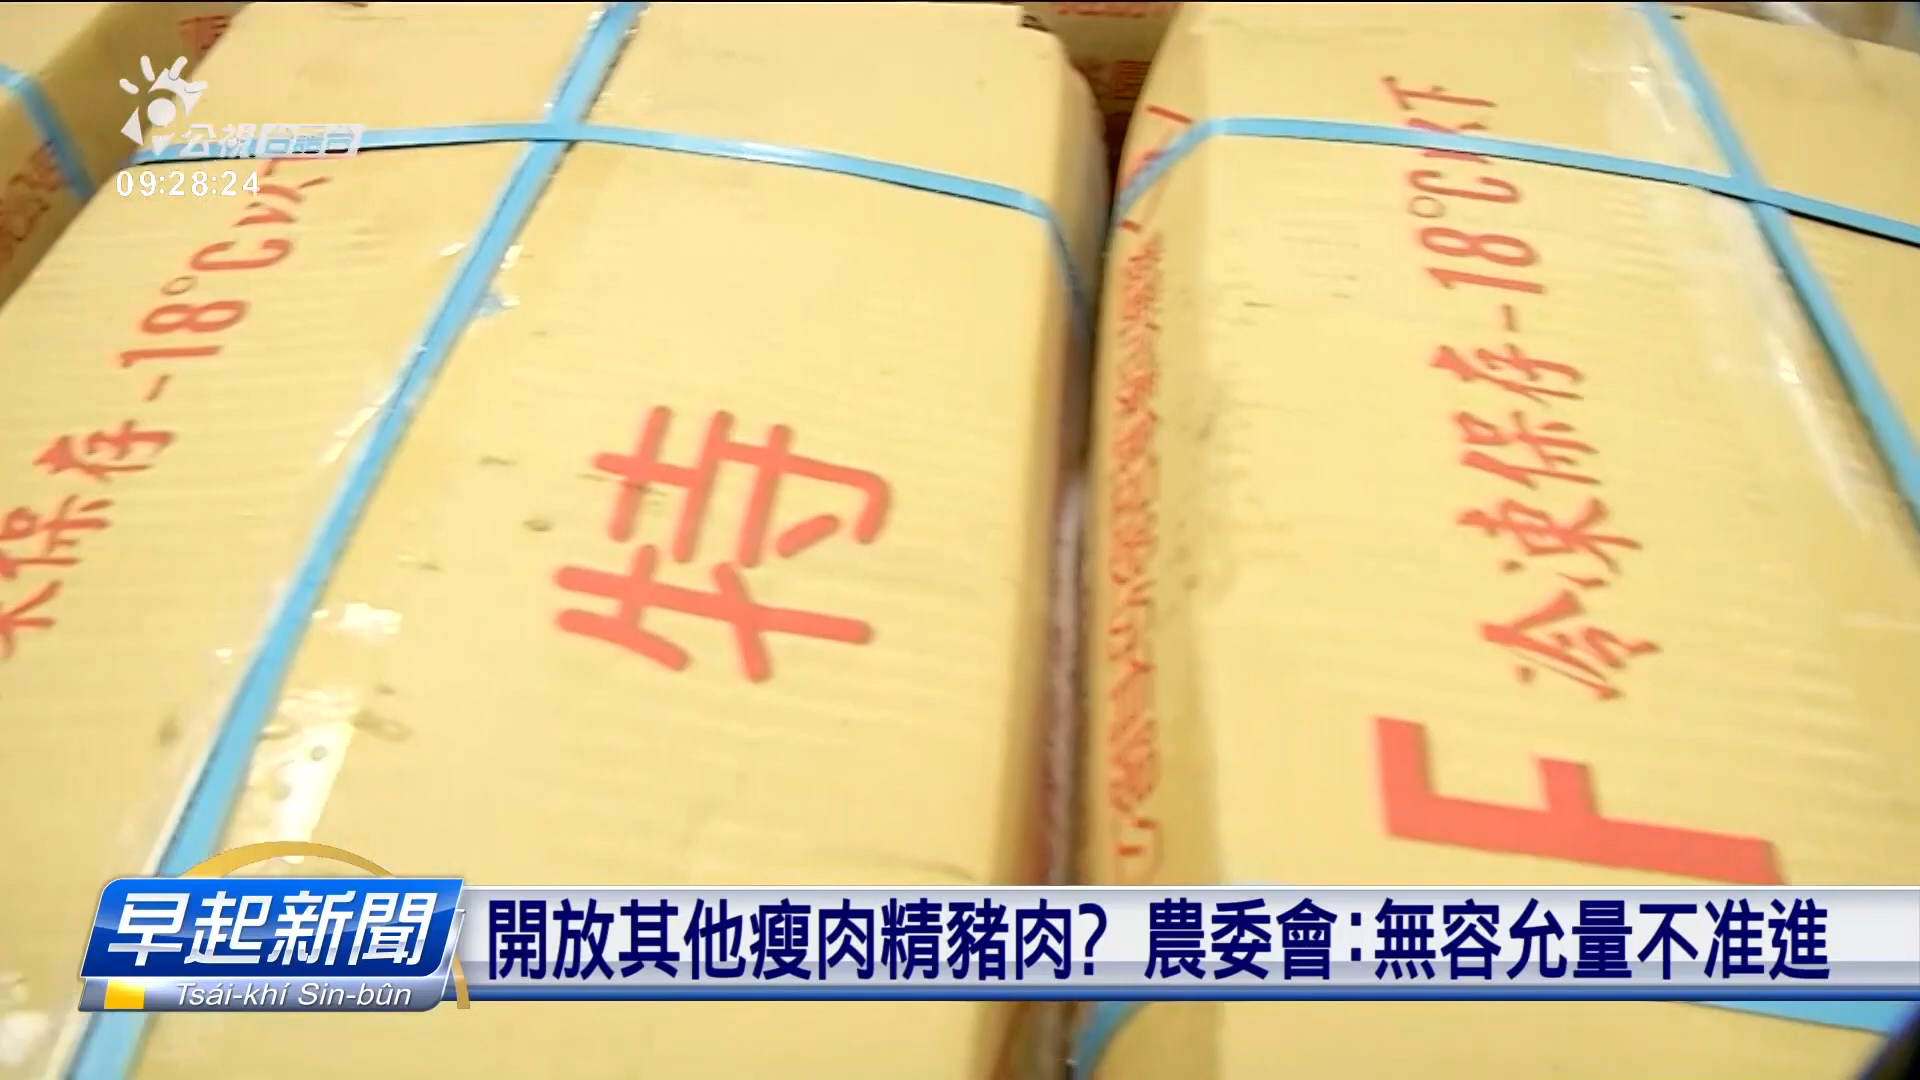 公視台語台
09:28:24
冷凍保存-18℃以下
特
保存-18℃以下
F
早起新聞
Tsái-khí Sin-bûn
開放其他瘦肉精豬肉? 農委會:無容允量不准進